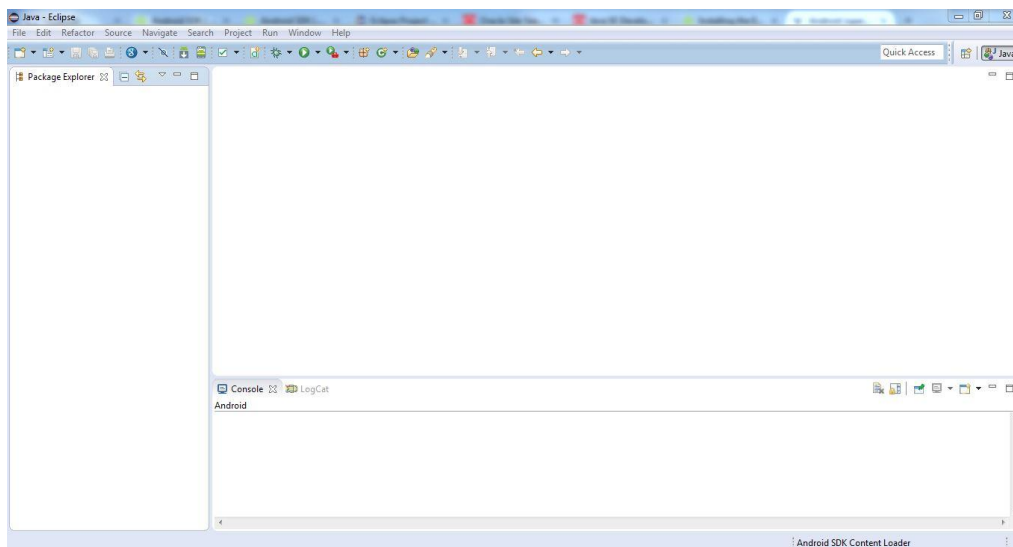 Java - Eclipse
File Edit Refactor Source Navigate Search Project Run Window Help
Quick Access
Java
Package Explorer
Console LogCat
Android
Android SDK Content Loader